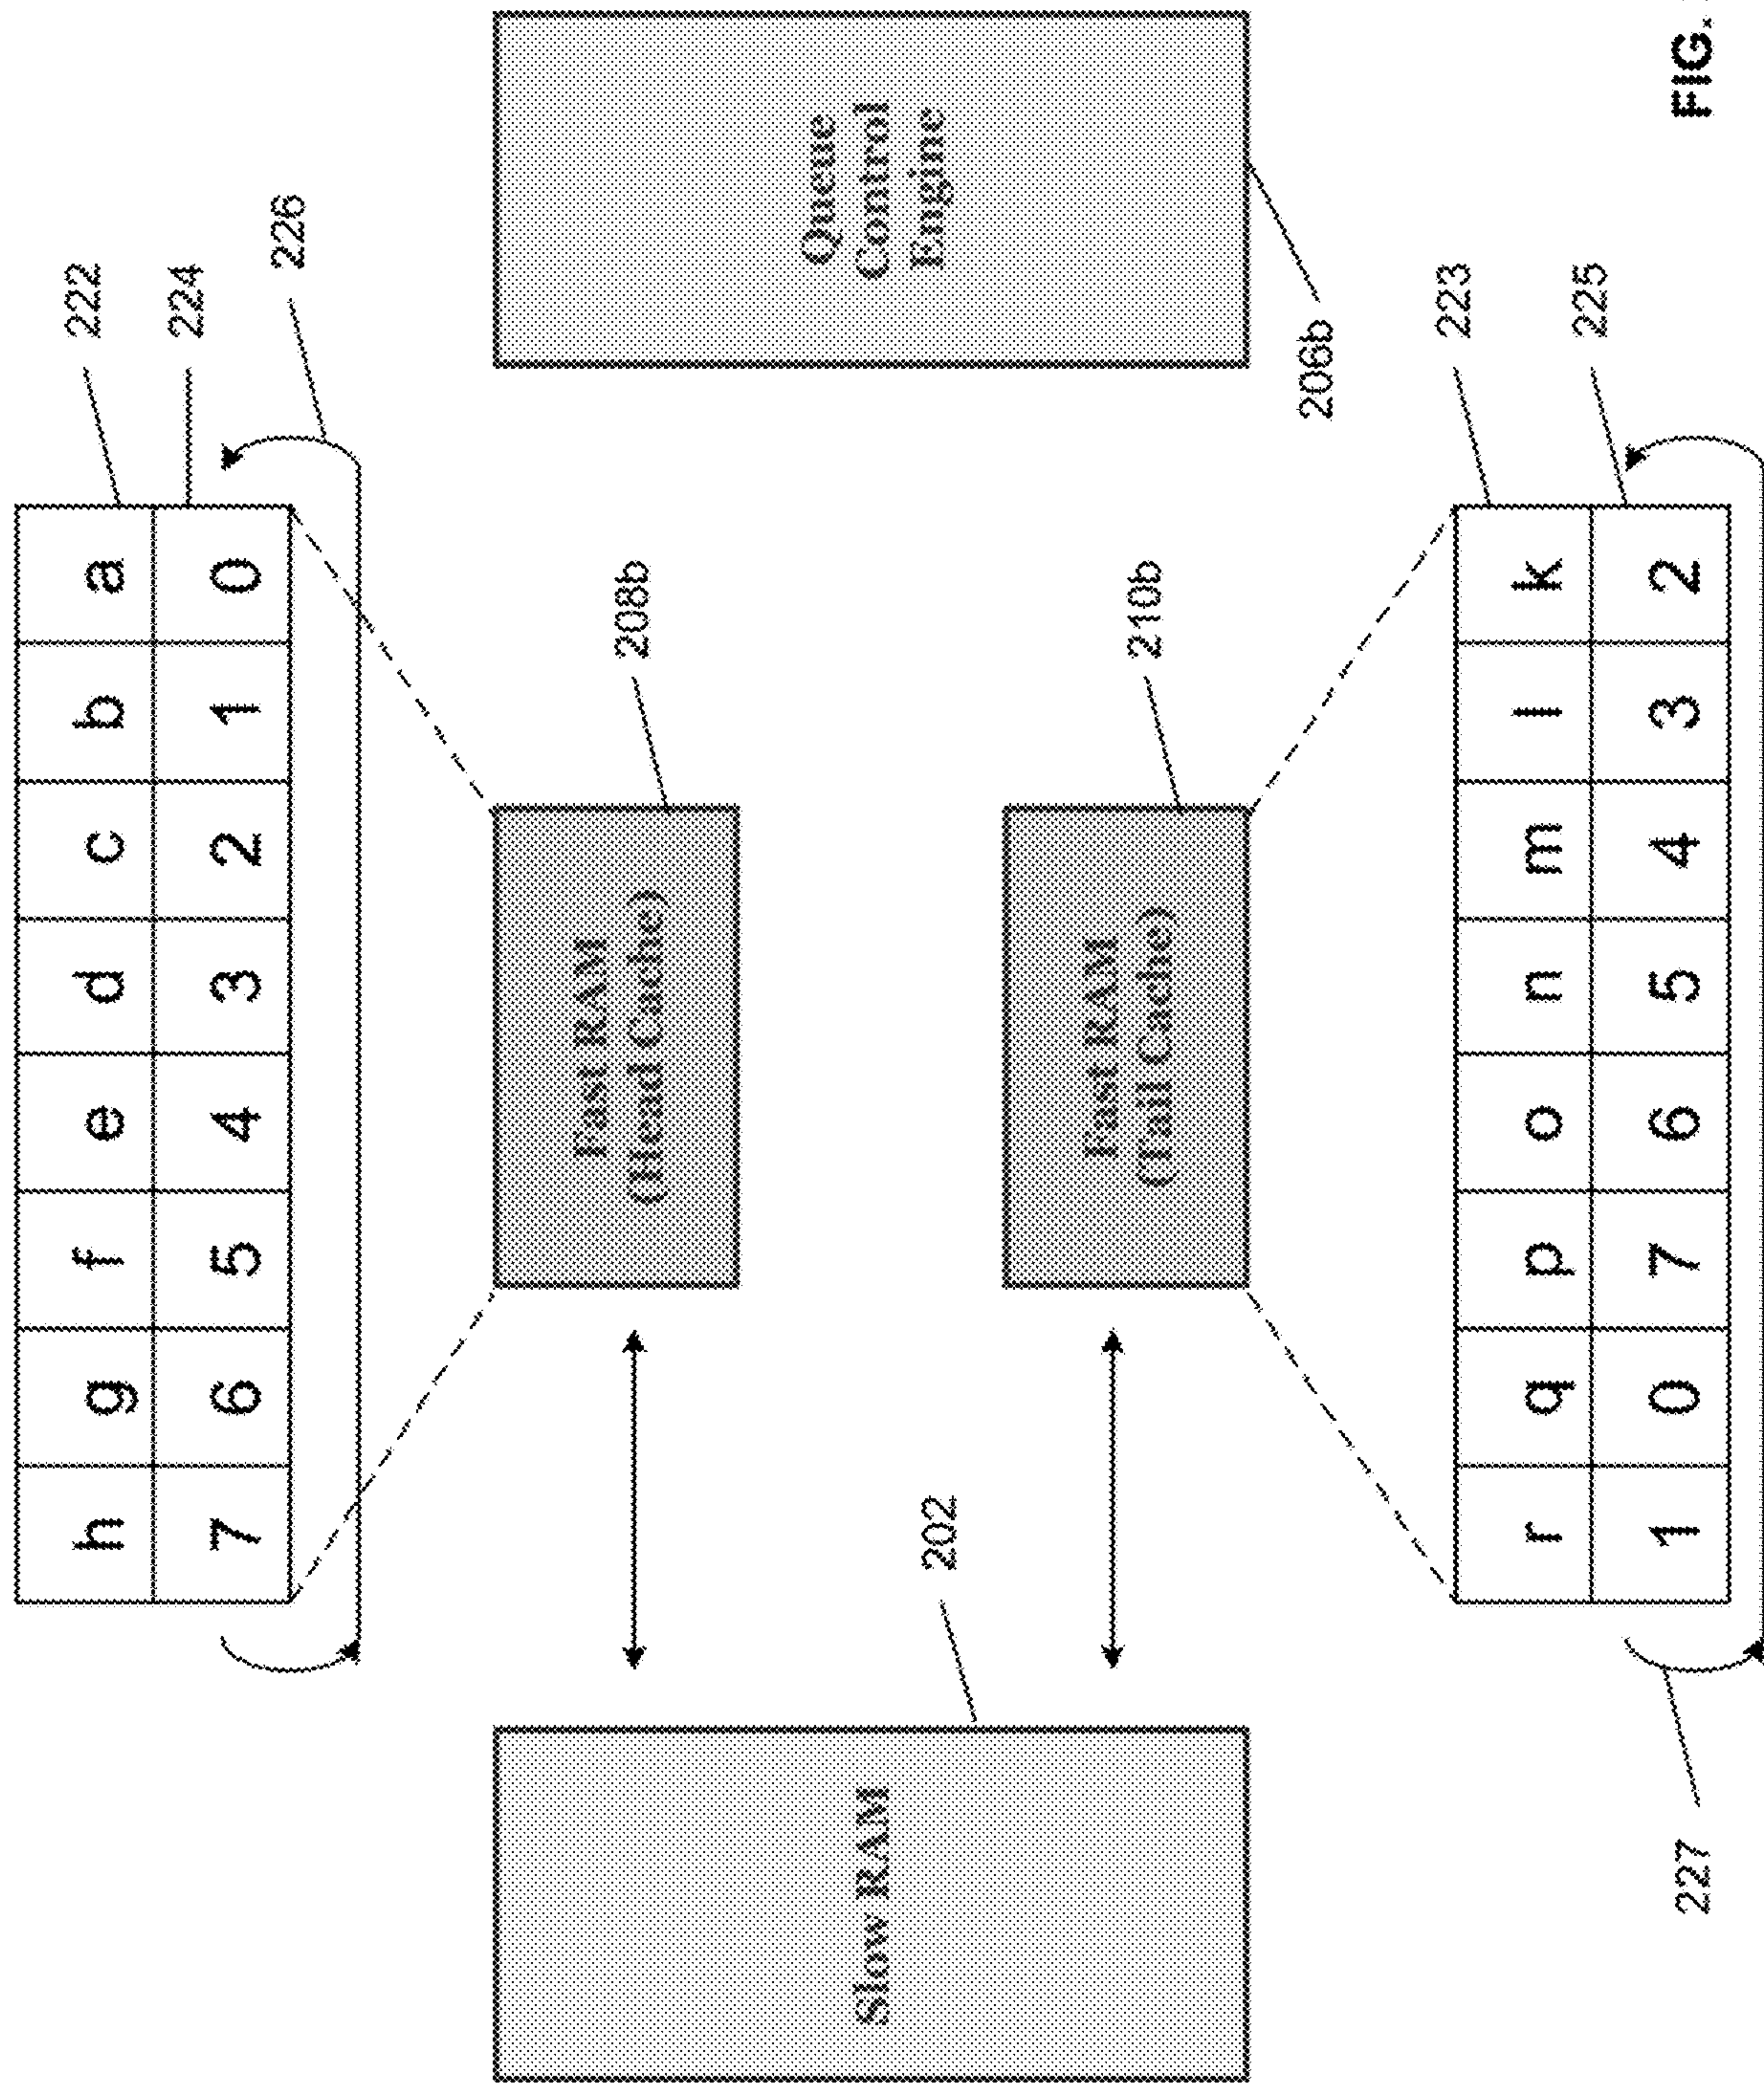 h g f e d c b a 222
7 6 5 4 3 2 1 0 224
226
Fast RAM
(Head Cache)
208b
Slow RAM
202
Queue
Control
Engine
Fast RAM
(Tail Cache)
210b
206b
r q p o n m l k 223
1 0 7 6 5 4 3 2 225
227
FIG.